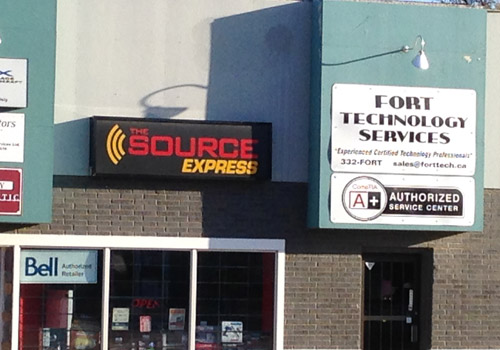 THE
SOURCE
EXPRESS
FORT
TECHNOLOGY
SERVICES
"Experienced Certified Technology Professionals"
332-FORT sales@forttech.ca
CompTIA
A+
AUTHORIZED
SERVICE CENTER
Bell Authorized
Retailer
OPEN